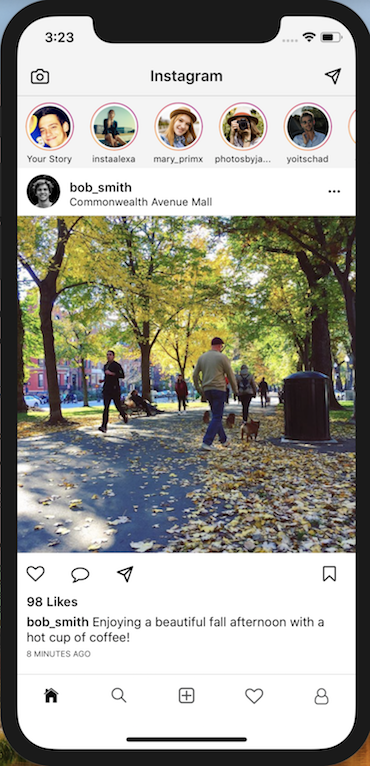 3:23
Instagram
Your Story
instaalexa
mary_primx
photosbyja...
yoitschad
bob_smith
Commonwealth Avenue Mall
98 Likes
bob_smith Enjoying a beautiful fall afternoon with a
hot cup of coffee!
8 MINUTES AGO